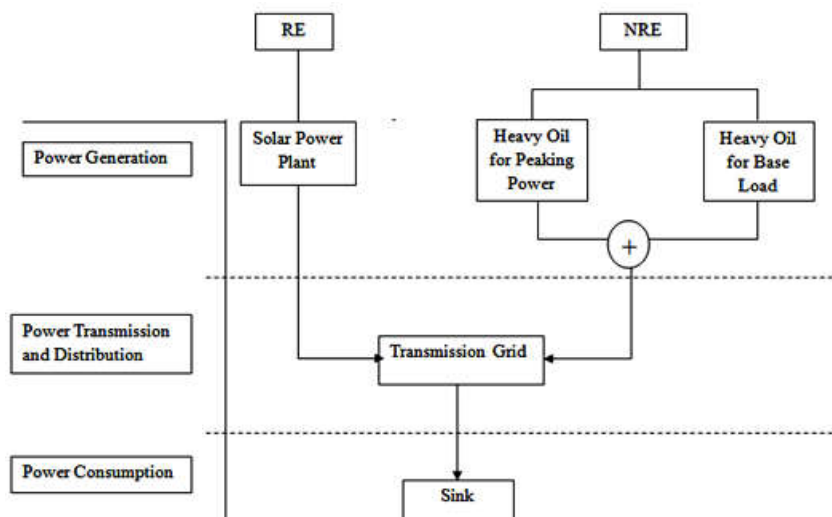 RE
NRE
Power Generation
Solar Power
Plant
Heavy Oil
for Peaking
Power
Heavy Oil
for Base
Load
+
Power Transmission
and Distribution
Transmission Grid
Power Consumption
Sink